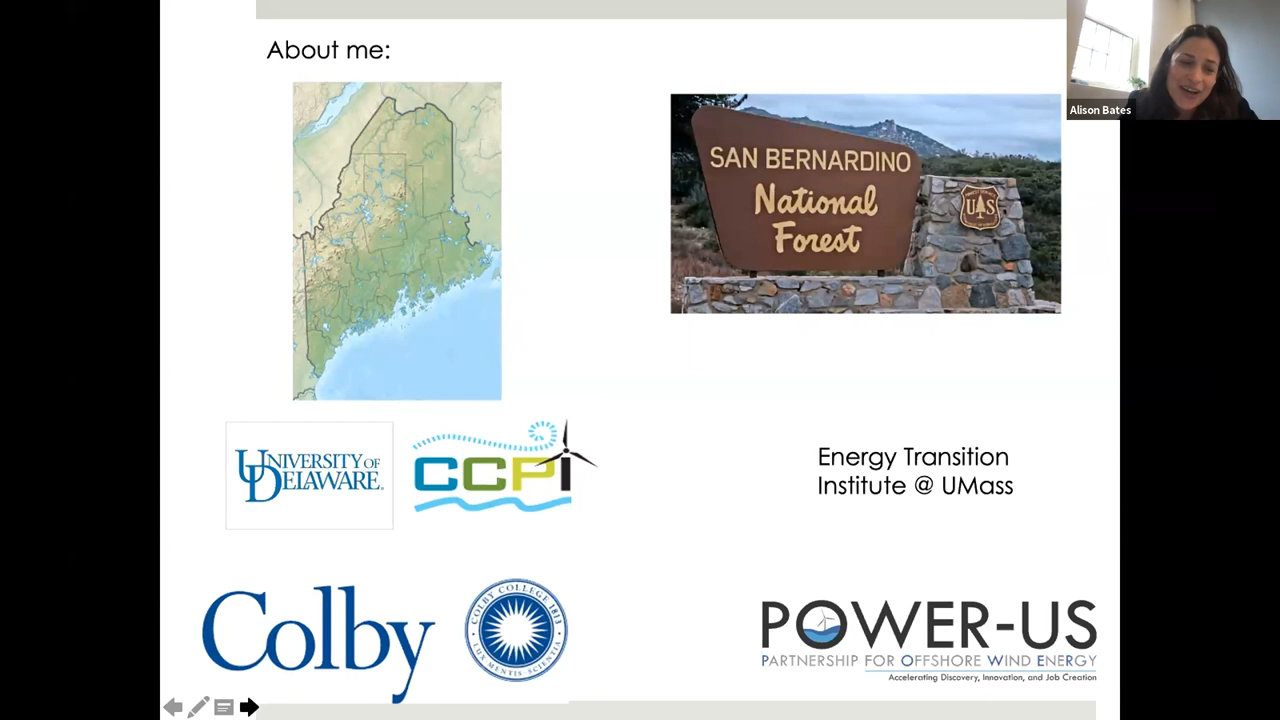 About me:
Alison Bates
SAN BERNARDINO
National
Forest
US
UNIVERSITY OF
DELAWARE
CCPI
Energy Transition
Institute @ UMass
Colby
COLBY COLLEGE 1813
LUX MENTIS SCIENTIA
POWER-US
PARTNERSHIP FOR OFFSHORE WIND ENERGY
Accelerating Discovery, Innovation, and Job Creation